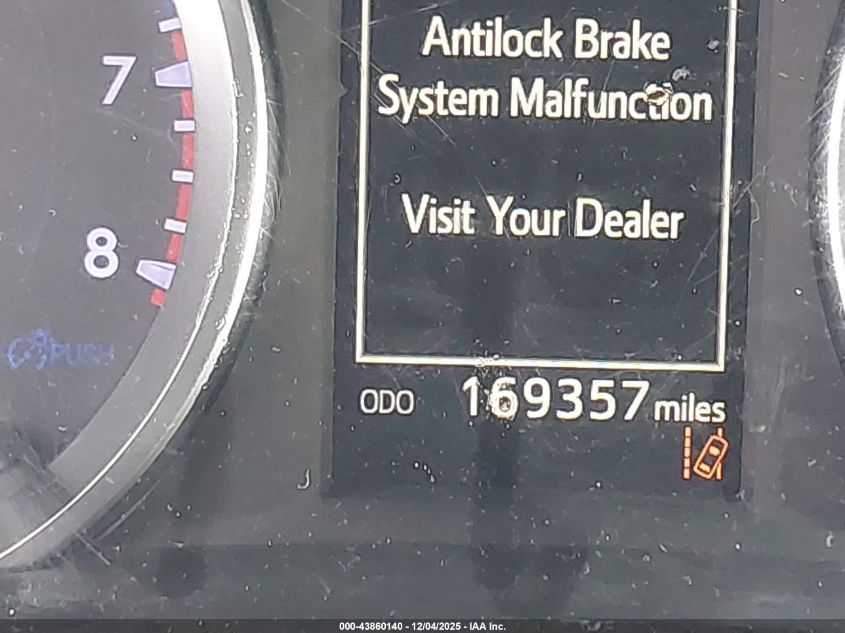 Antilock Brake
System Malfunction
Visit Your Dealer
7
8
PUSH
ODO 169357 miles
000-43860140 - 12/04/2025 - IAA Inc.